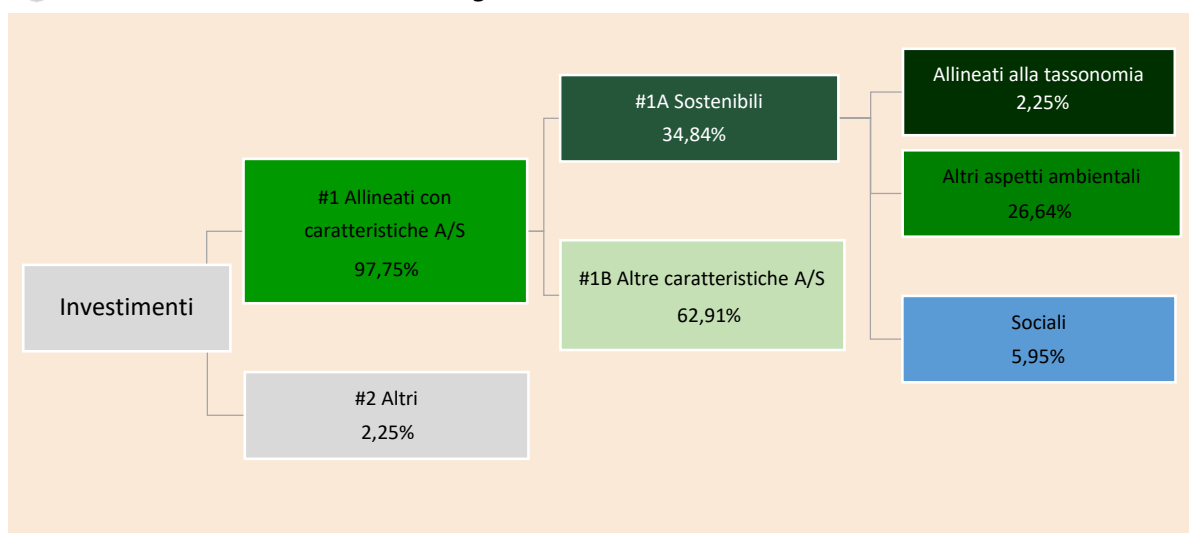 Investimenti
#1 Allineati con
caratteristiche A/S
97,75%
#2 Altri
2,25%
#1A Sostenibili
34,84%
#1B Altre caratteristiche A/S
62,91%
Allineati alla tassonomia
2,25%
Altri aspetti ambientali
26,64%
Sociali
5,95%